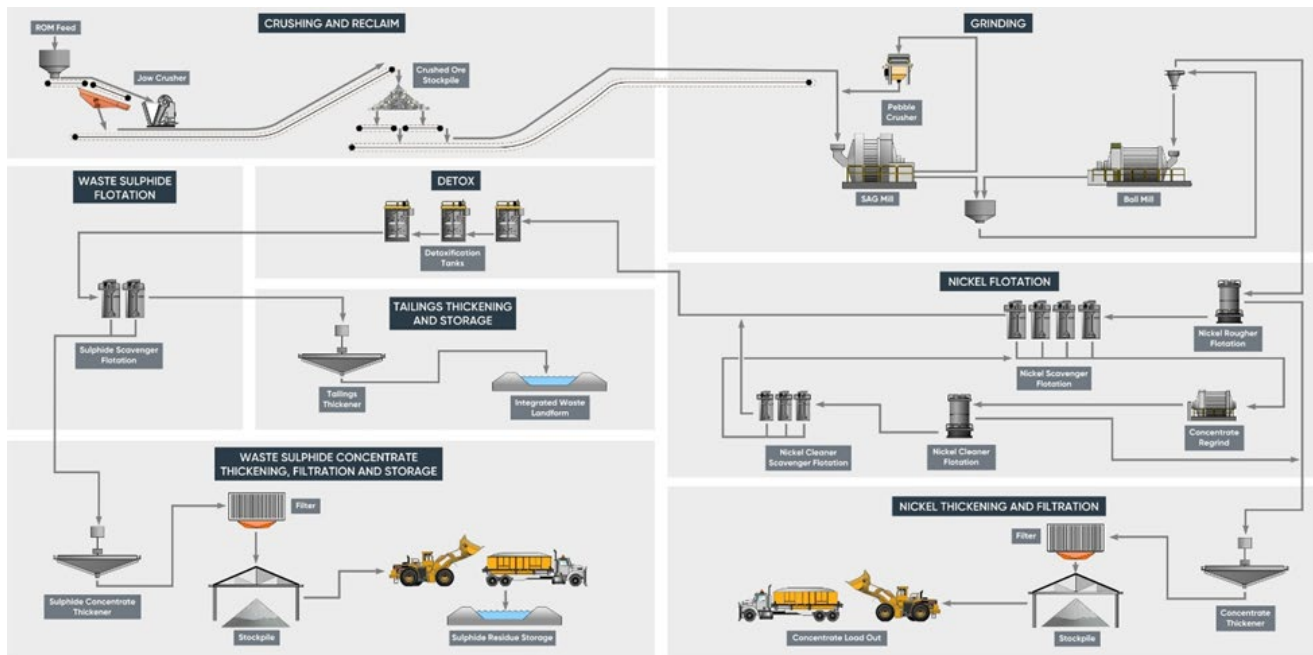 CRUSHING AND RECLAIM
ROM Feed
Jaw Crusher
Crushed Ore
Stockpile
GRINDING
Pebble
Crusher
SAG Mill
Ball Mill
WASTE SULPHIDE
FLOTATION
Sulphide Scavenger
Flotation
DETOX
Detoxification
Tanks
TAILINGS THICKENING
AND STORAGE
Tailings
Thickener
Integrated Waste
Landform
NICKEL FLOTATION
Nickel Rougher
Flotation
Nickel Scavenger
Flotation
Concentrate
Regrind
Nickel Cleaner
Flotation
Nickel Cleaner
Scavenger Flotation
WASTE SULPHIDE CONCENTRATE
THICKENING, FILTRATION AND STORAGE
Filter
Sulphide Concentrate
Thickener
Stockpile
Sulphide Residue Storage
NICKEL THICKENING AND FILTRATION
Filter
Concentrate
Thickener
Stockpile
Concentrate Load Out